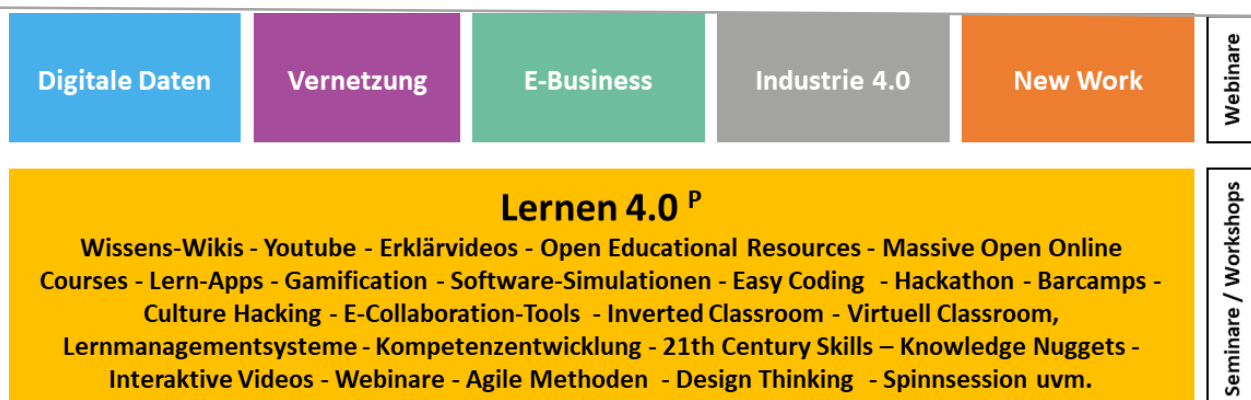 Digitale Daten
Vernetzung
E-Business
Industrie 4.0
New Work
Webinare
Lernen 4.0 P
Wissens-Wikis - Youtube - Erklärvideos - Open Educational Resources - Massive Open Online
Courses - Lern-Apps - Gamification - Software-Simulationen - Easy Coding - Hackathon - Barcamps -
Culture Hacking - E-Collaboration-Tools - Inverted Classroom - Virtuell Classroom,
Lernmanagementsysteme - Kompetenzentwicklung - 21th Century Skills – Knowledge Nuggets -
Interaktive Videos - Webinare - Agile Methoden - Design Thinking - Spinnsession uvm.
Seminare / Workshops